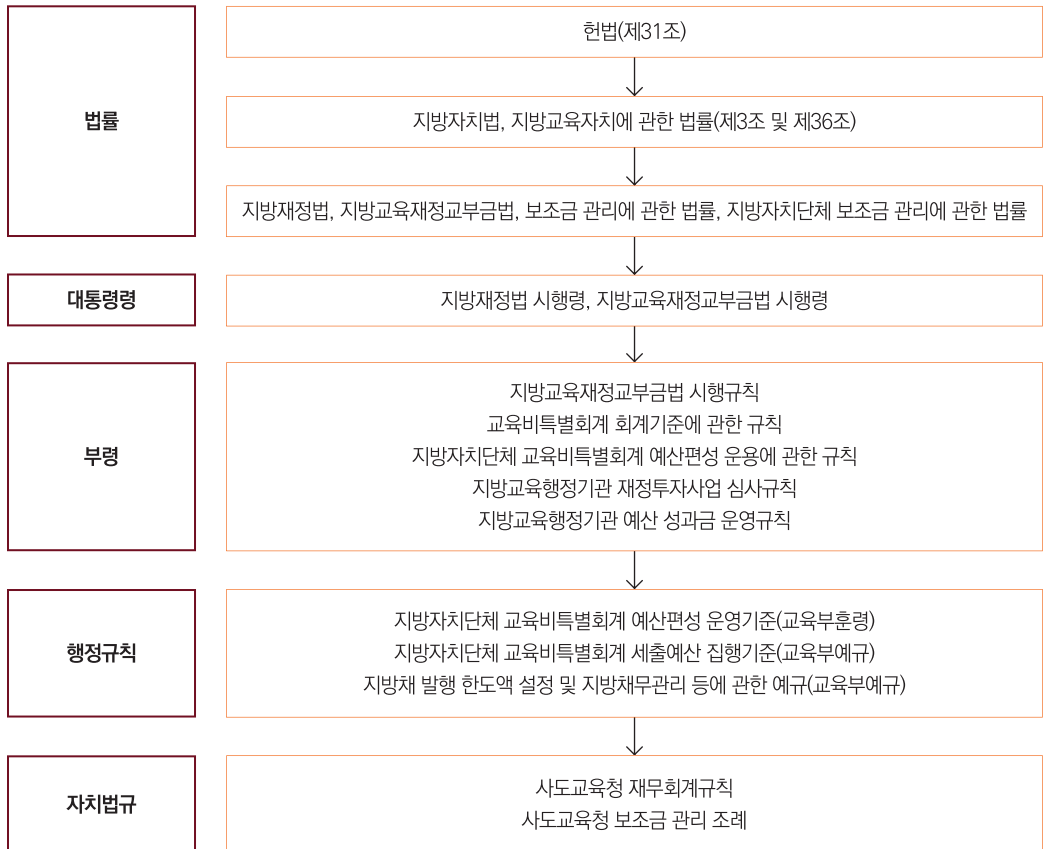 법률
헌법(제31조)
지방자치법, 지방교육자치에 관한 법률(제3조 및 제36조)
지방재정법, 지방교육재정교부금법, 보조금 관리에 관한 법률, 지방자치단체 보조금 관리에 관한 법률
대통령령
지방재정법 시행령, 지방교육재정교부금법 시행령
부령
지방교육재정교부금법 시행규칙
교육비특별회계 회계기준에 관한 규칙
지방자치단체 교육비특별회계 예산편성 운용에 관한 규칙
지방교육행정기관 재정투자사업 심사규칙
지방교육행정기관 예산 성과금 운영규칙
행정규칙
지방자치단체 교육비특별회계 예산편성 운영기준(교육부훈령)
지방자치단체 교육비특별회계 세출예산 집행기준(교육부예규)
지방채 발행 한도액 설정 및 지방채무관리 등에 관한 예규(교육부예규)
자치법규
사도교육청 재무회계규칙
사도교육청 보조금 관리 조례